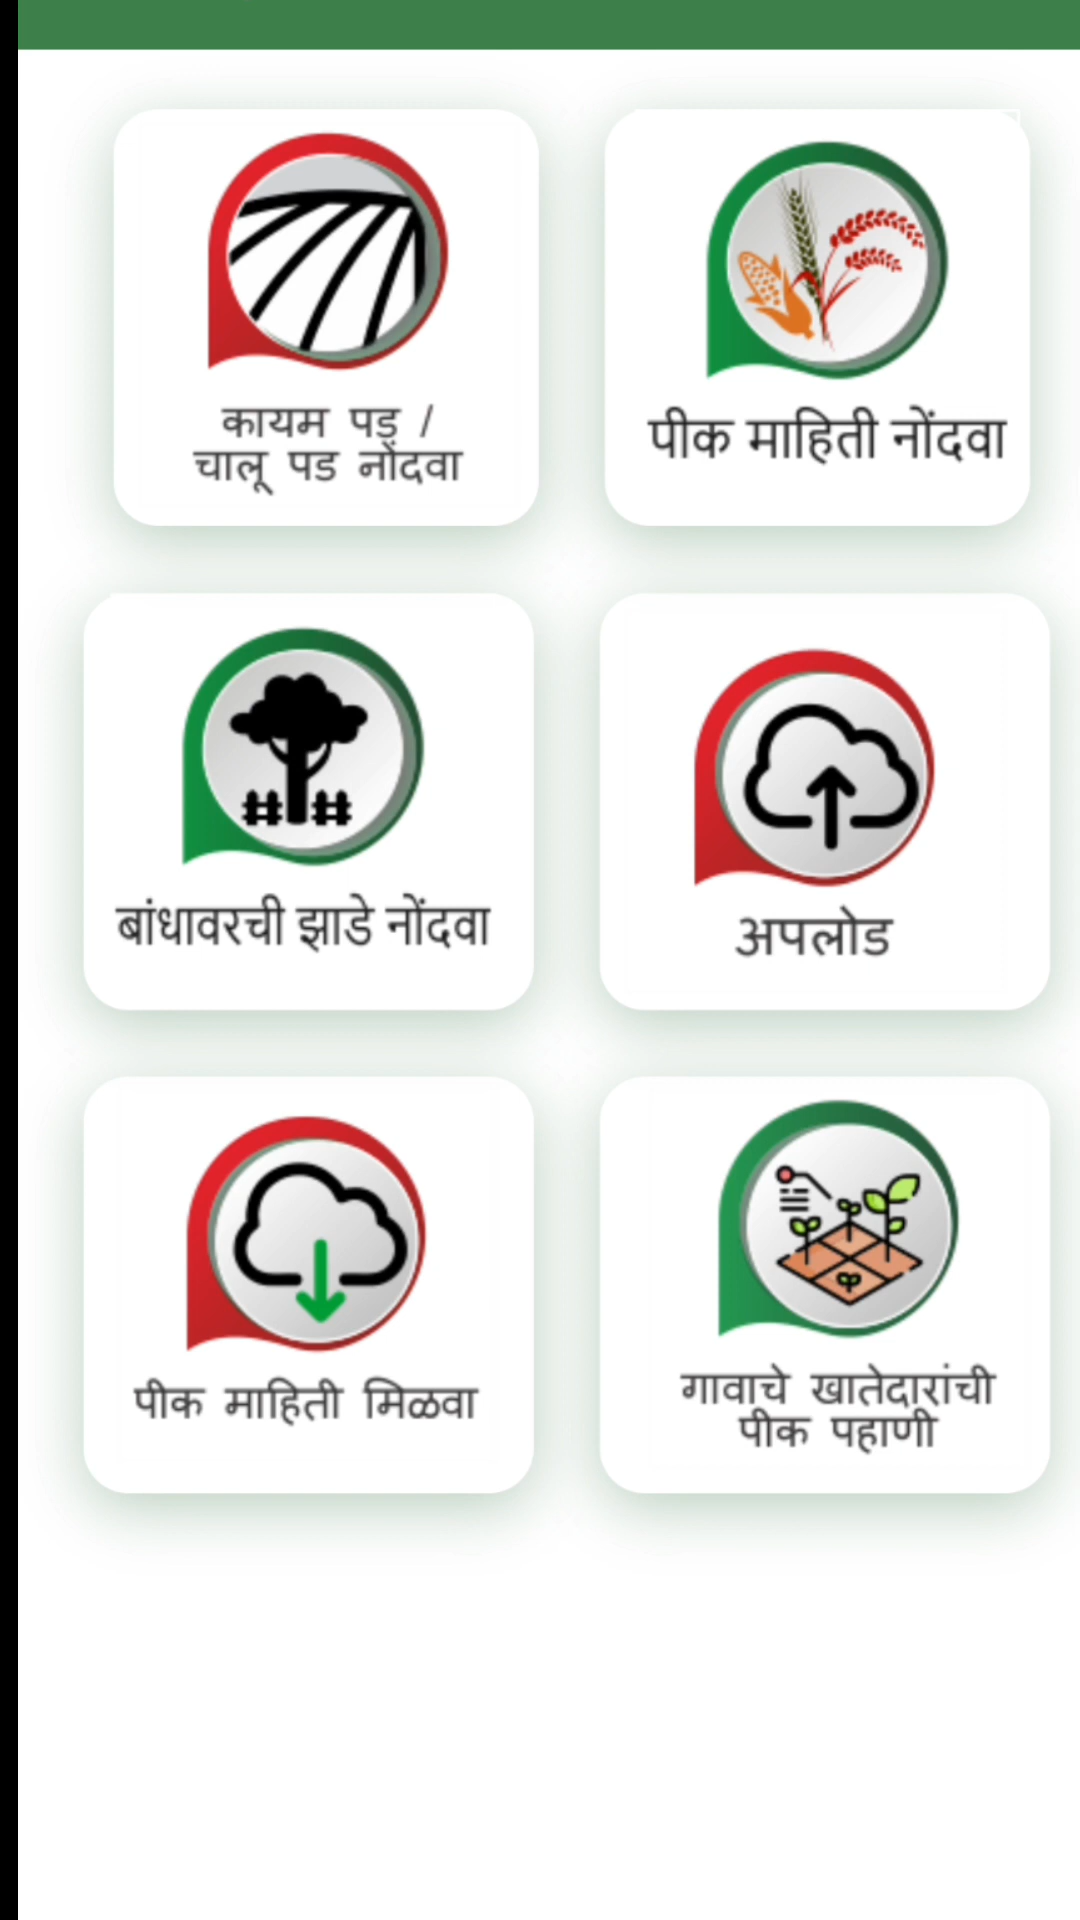 कायम पड /
चालू पड नोंदवा
पीक माहिती नोंदवा
बांधावरची झाडे नोंदवा
अपलोड
पीक माहिती मिळवा
गावाचे खातेदारांची
पीक पहाणी